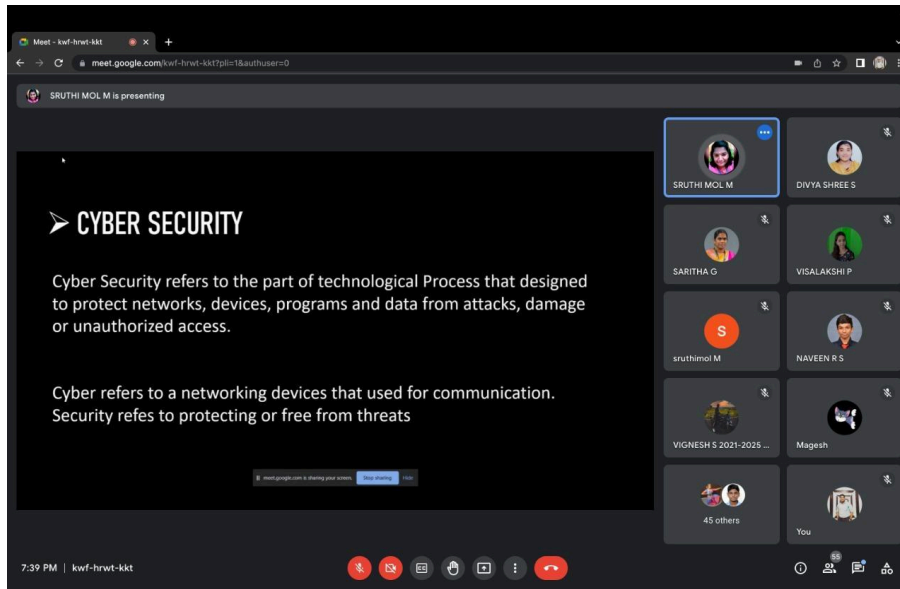 Meet - kwf-hrwt-kkt
meet.google.com/kwf-hrwt-kkt?pli=1&authuser=0
SRUTHI MOL M is presenting
➢ CYBER SECURITY
Cyber Security refers to the part of technological Process that designed
to protect networks, devices, programs and data from attacks, damage
or unauthorized access.
Cyber refers to a networking devices that used for communication.
Security refes to protecting or free from threats
meet.google.com is sharing your screen. Stop sharing Hide
SRUTHI MOL M
DIVYA SHREE S
SARITHA G
VISALAKSHI P
S
sruthimol M
NAVEEN R S
VIGNESH S 2021-2025 ...
Magesh
45 others
You
7:39 PM | kwf-hrwt-kkt
55